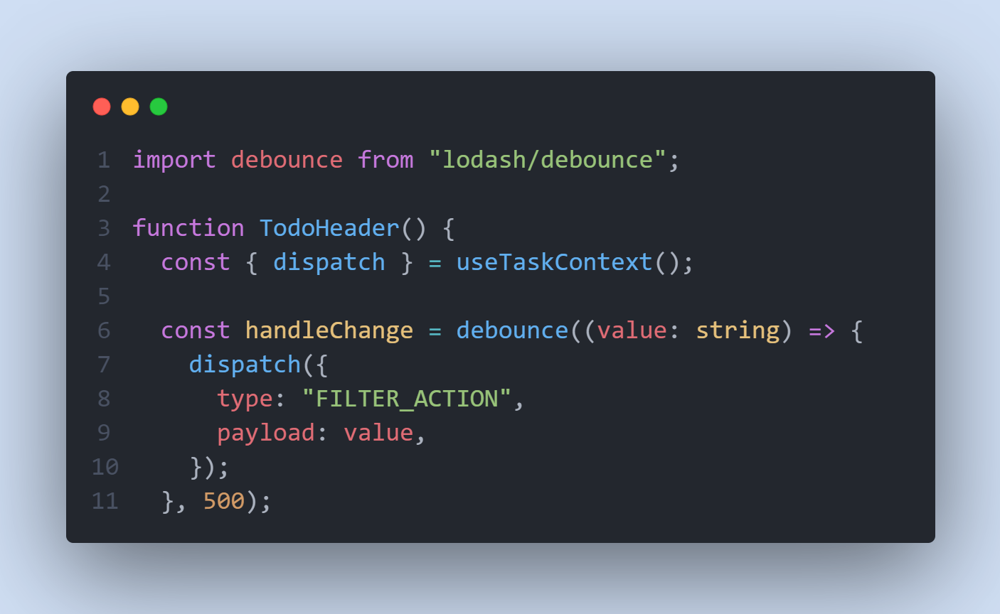 1 import debounce from "lodash/debounce";
2
3 function TodoHeader() {
4   const { dispatch } = useTaskContext();
5
6   const handleChange = debounce((value: string) => {
7     dispatch({
8       type: "FILTER_ACTION",
9       payload: value,
10     });
11   }, 500);